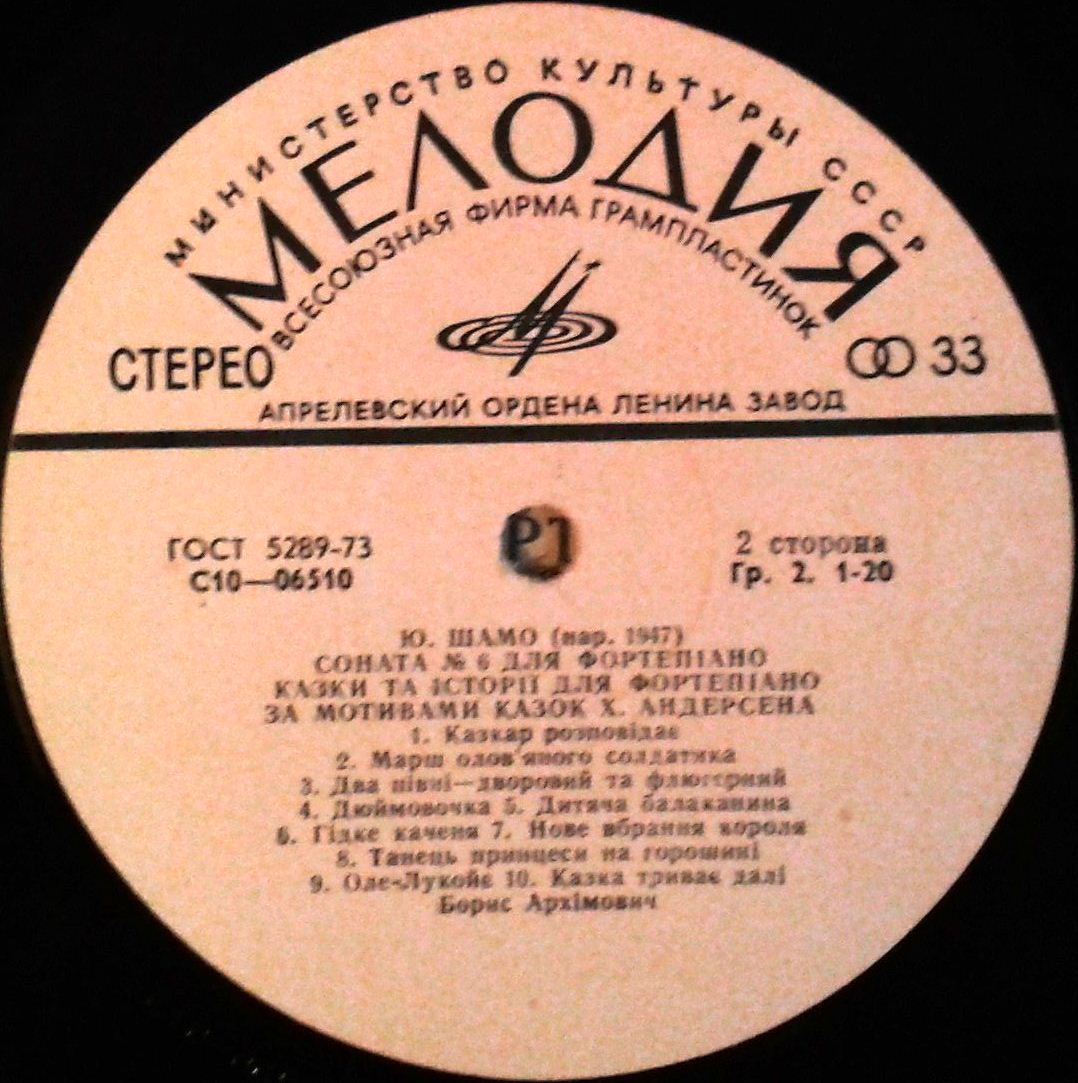 МИНИСТЕРСТВО КУЛЬТУРЫ СССР
МЕЛОДИЯ
ВСЕСОЮЗНАЯ ФИРМА ГРАМПЛАСТИНОК
СТЕРЕО
33
АПРЕЛЕВСКИЙ ОРДЕНА ЛЕНИНА ЗАВОД
ГОСТ 5289-73
С10—06510
2 сторона
Гр. 2. 1-20
Ю. ШАМО (нар. 1947)
СОНАТА № 6 ДЛЯ ФОРТЕПІАНО
КАЗКИ ТА ІСТОРІЇ ДЛЯ ФОРТЕПІАНО
ЗА МОТИВАМИ КАЗОК Х. АНДЕРСЕНА
1. Казкар розповідає
2. Марш олов'яного солдатика
3. Два півні—дворовий та флюгерний
4. Дюймовочка 5. Дитяча балаканина
6. Гідке каченя 7. Нове вбрання короля
8. Танець принцеси на горошині
9. Оле-Лукойє 10. Казка триває далі
Борис Архімович